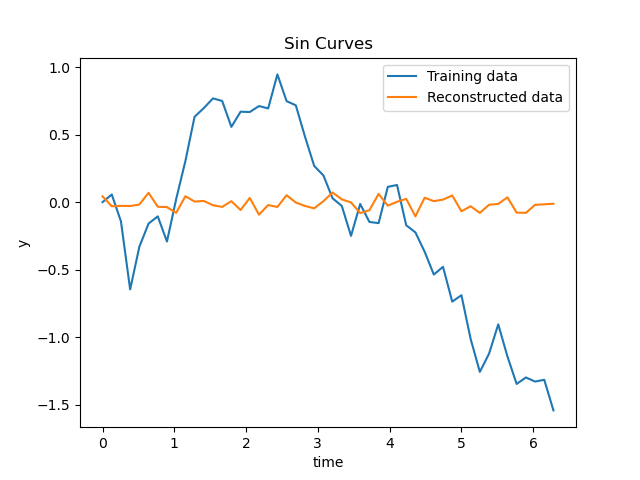 Sin Curves
Training data
Reconstructed data
1.0
0.5
0.0
−0.5
−1.0
−1.5
y
0 1 2 3 4 5 6
time